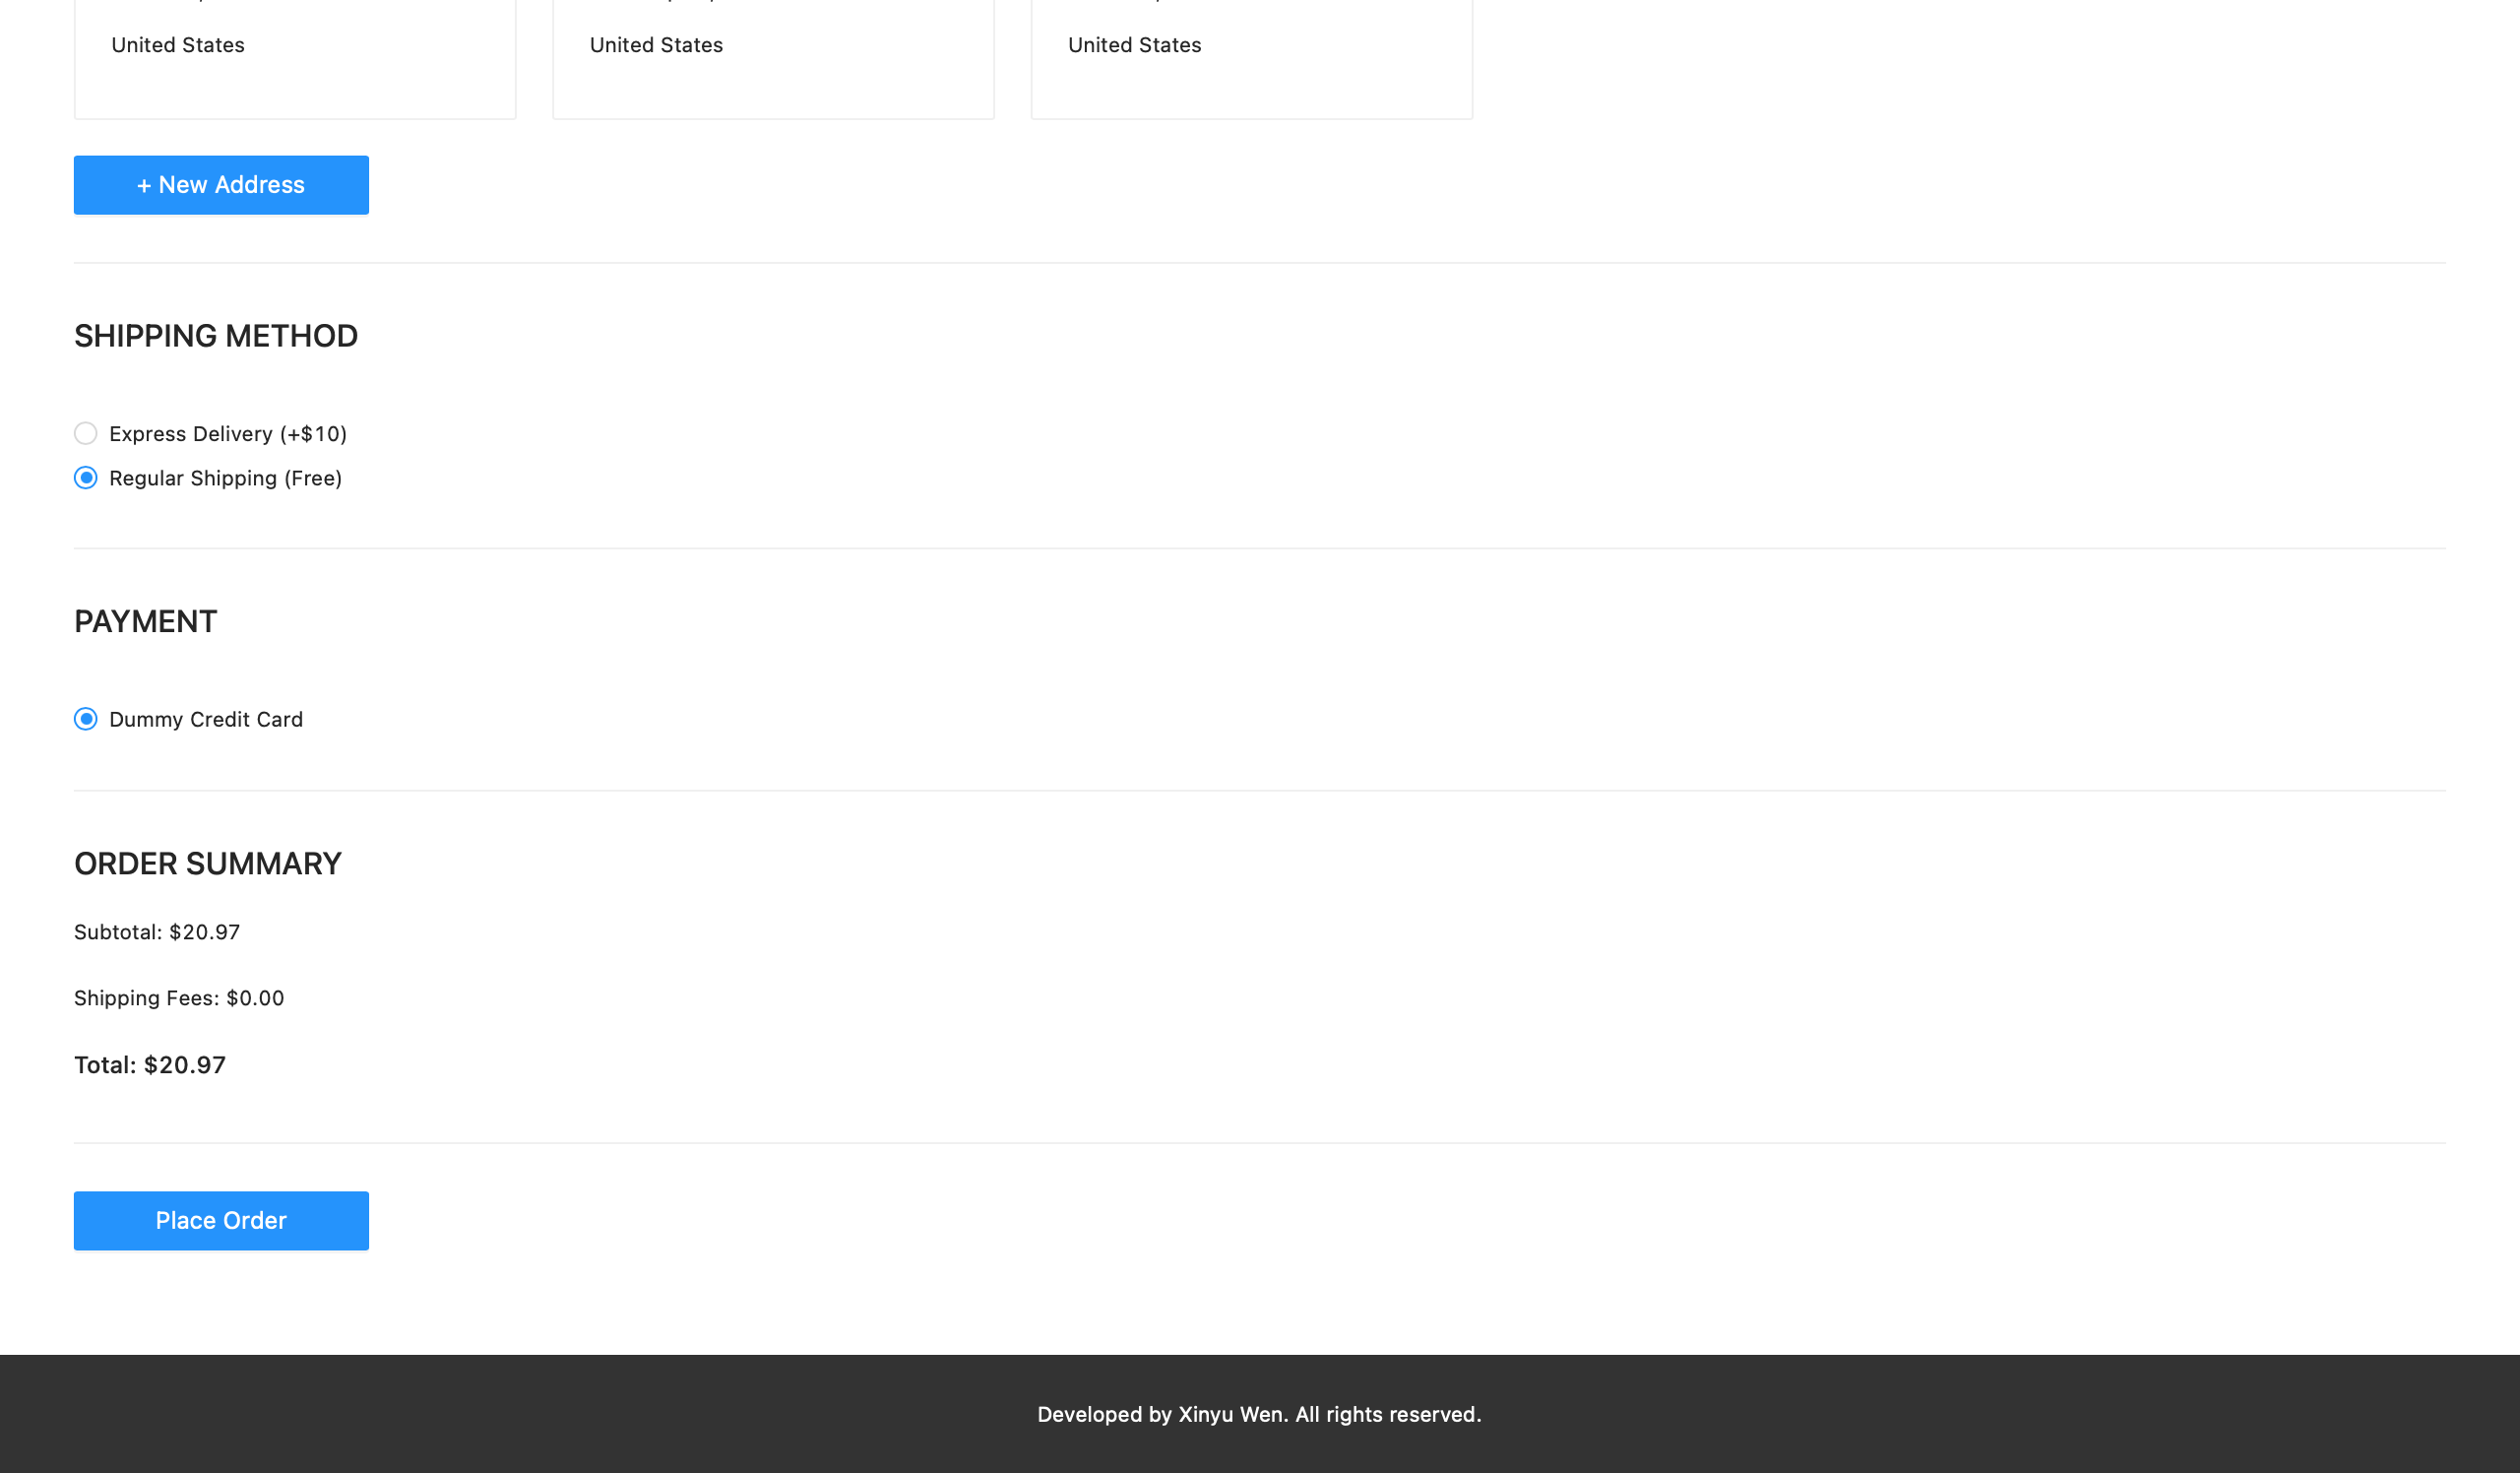 United States
United States
United States
+ New Address
SHIPPING METHOD
Express Delivery (+$10)
Regular Shipping (Free)
PAYMENT
Dummy Credit Card
ORDER SUMMARY
Subtotal: $20.97
Shipping Fees: $0.00
Total: $20.97
Place Order
Developed by Xinyu Wen. All rights reserved.